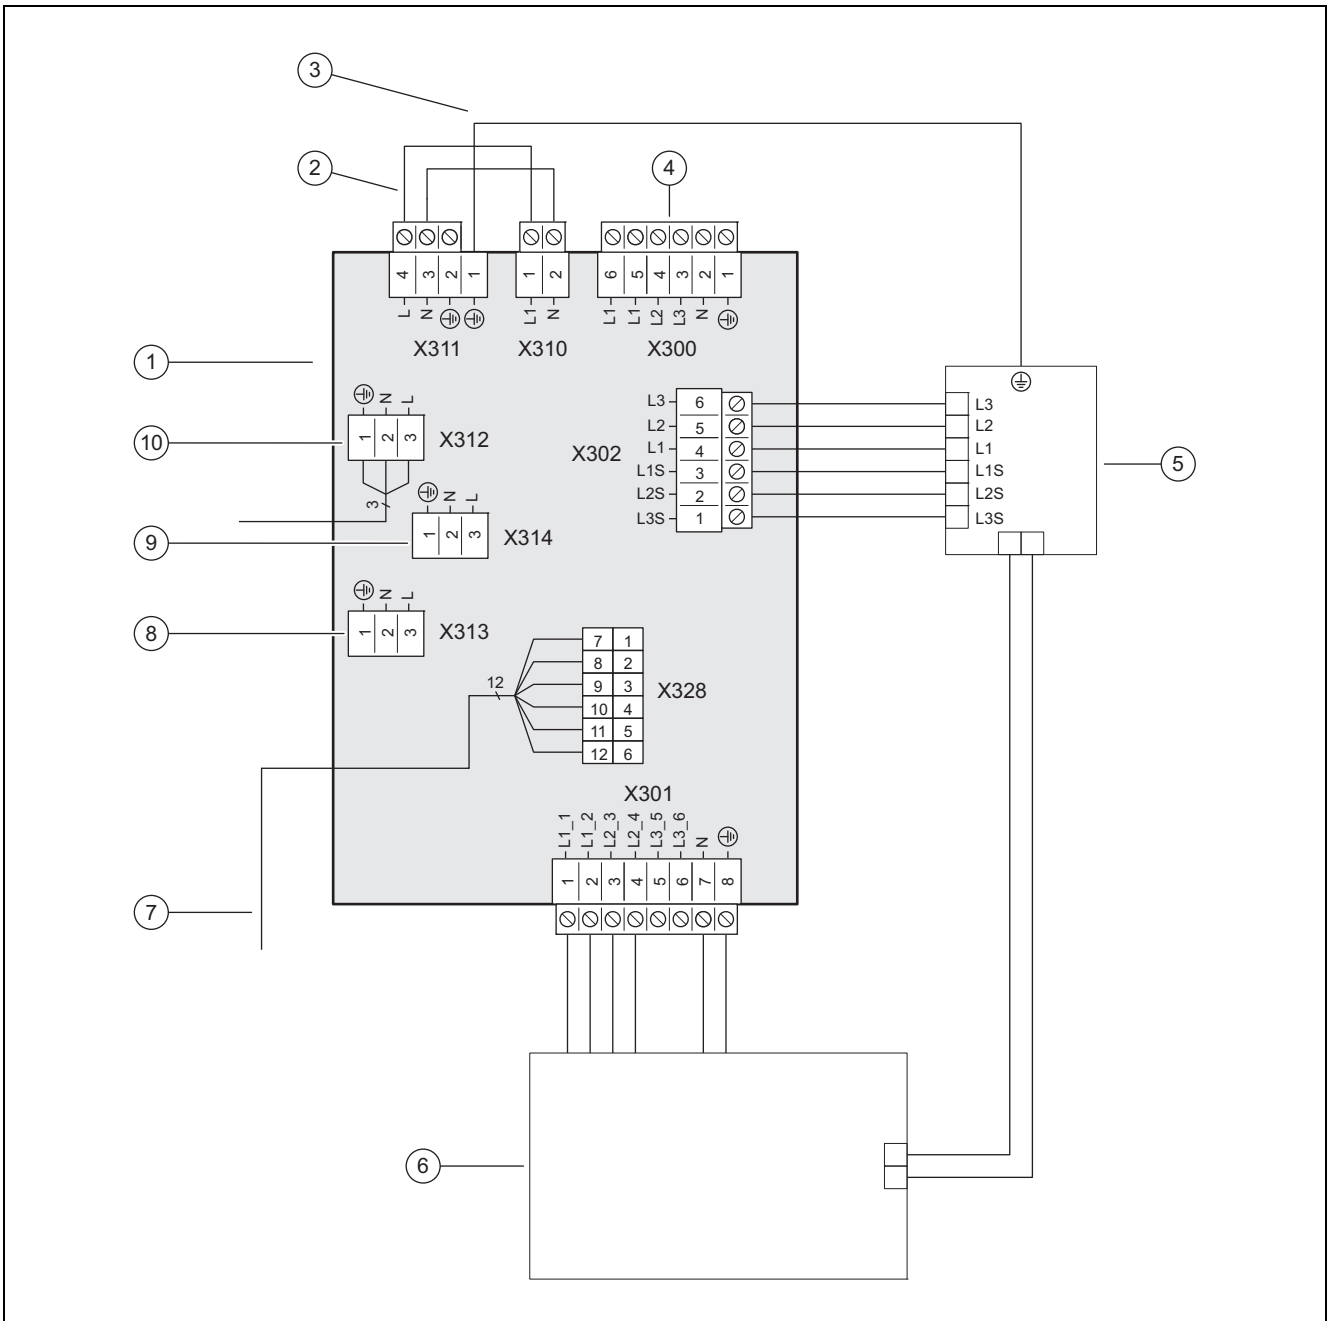 3
2
4
4 3 2 1
1 2
6 5 4 3 2 1
L N
L1 N
L1 L1 L2 L3 N
X311
X310
X300
1
N L
10
1 2 3
X312
3
N L
9
1 2 3
X314
N L
8
1 2 3
X313
X302
L3 6
L2 5
L1 4
L1S 3
L2S 2
L3S 1
L3
L2
L1
L1S
L2S
L3S
5
12
7 1
8 2
9 3
10 4
11 5
12 6
X328
X301
L1_1 L1_2 L2_3 L2_4 L3_5 L3_6 N
1 2 3 4 5 6 7 8
7
6